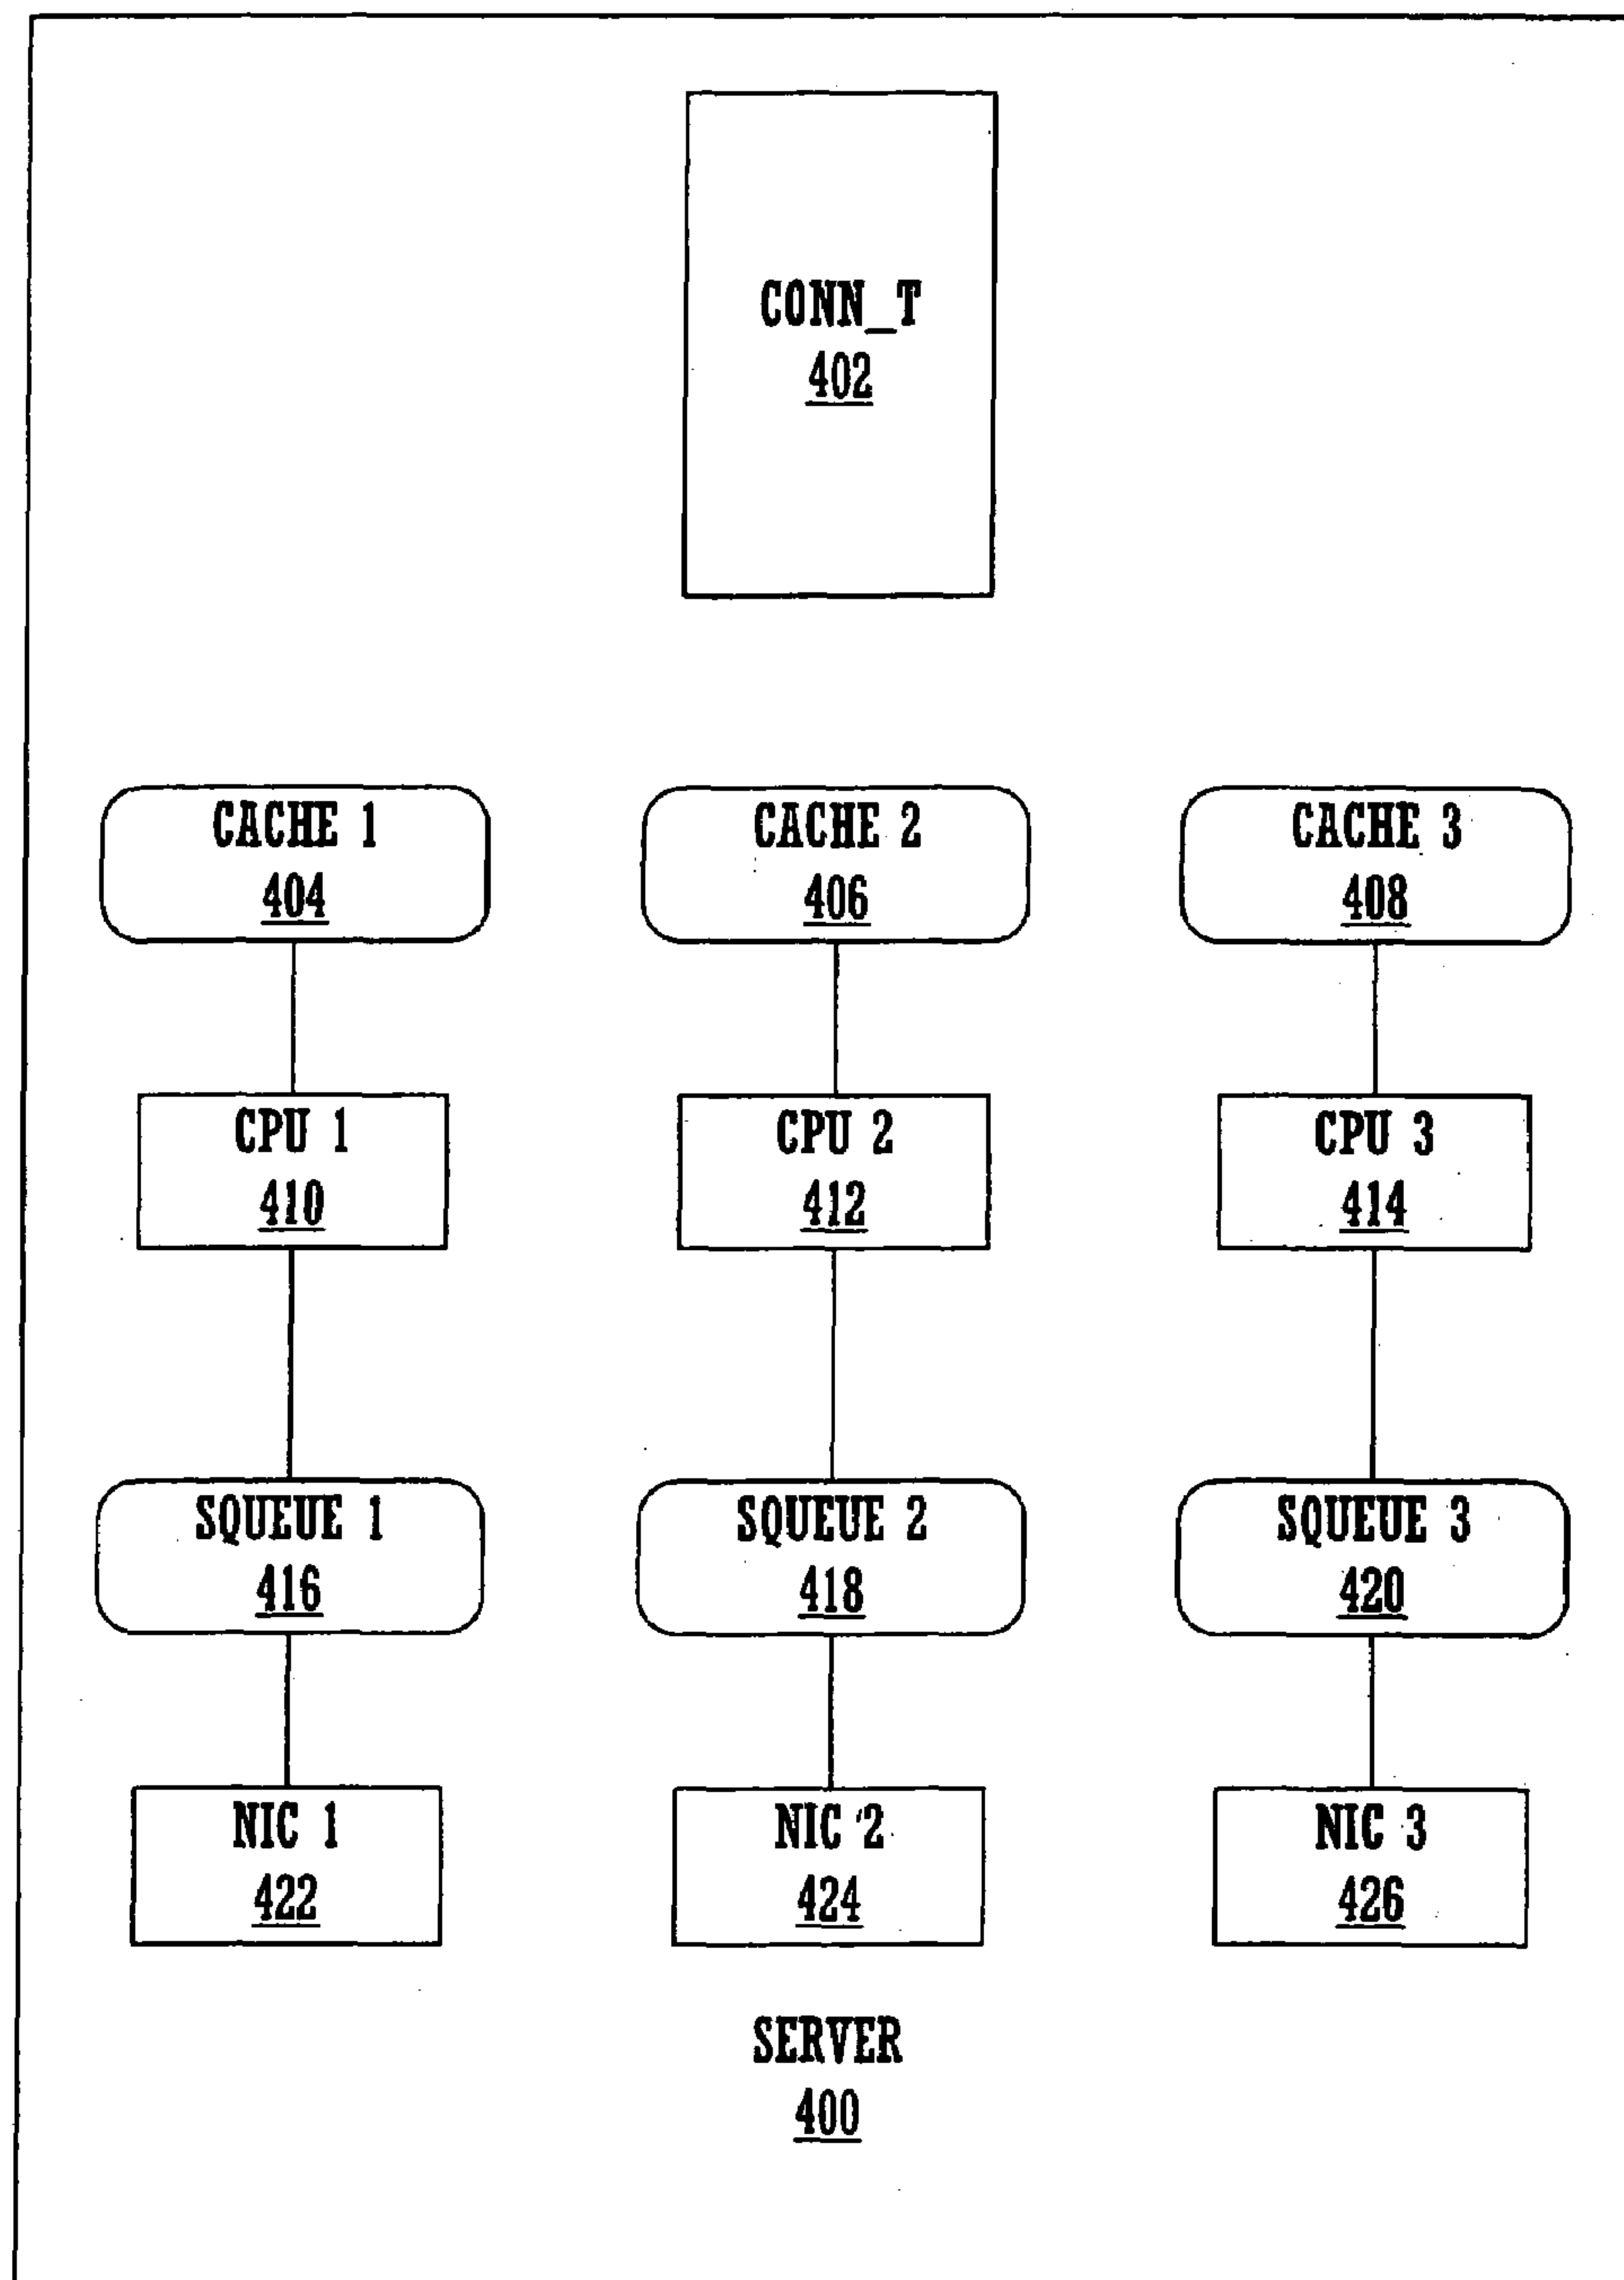 CONN_T
402
CACHE 1
404
CACHE 2
406
CACHE 3
408
CPU 1
410
CPU 2
412
CPU 3
414
SQUEUE 1
416
SQUEUE 2
418
SQUEUE 3
420
NIC 1
422
NIC 2
424
NIC 3
426
SERVER
400